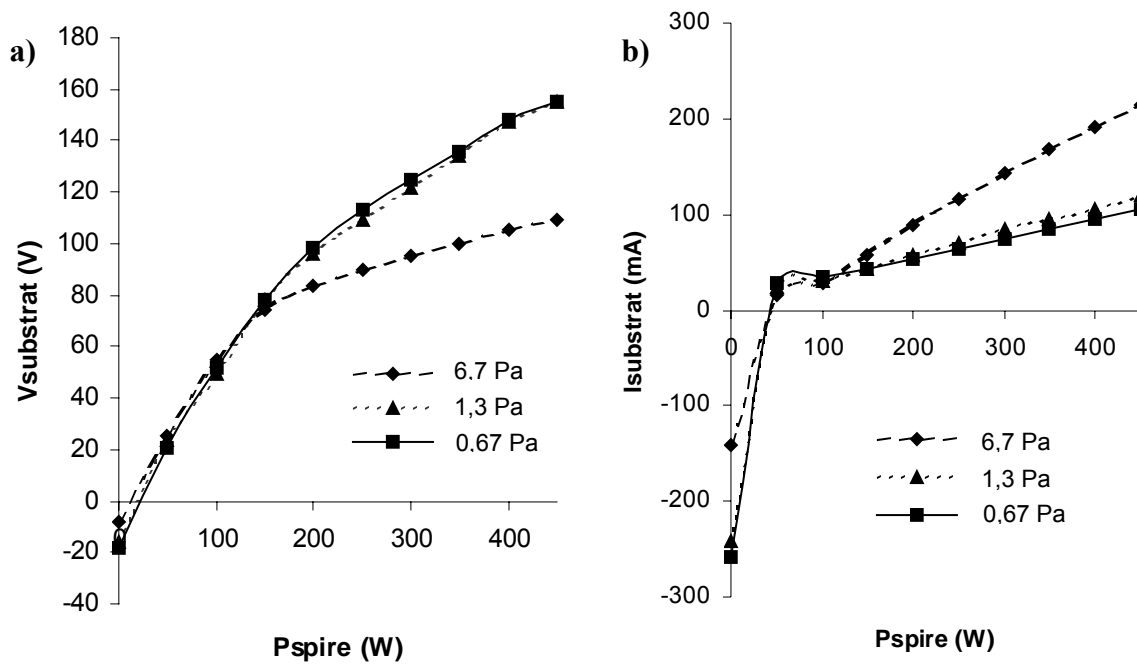 a)
180
160
140
120
100
80
60
40
20
0
-20
-40
Vsubstrat (V)
0 100 200 300 400
Pspire (W)
6,7 Pa
1,3 Pa
0,67 Pa
b)
300
200
100
0
-100
-200
-300
Isubstrat (mA)
0 100 200 300 400
Pspire (W)
6,7 Pa
1,3 Pa
0,67 Pa